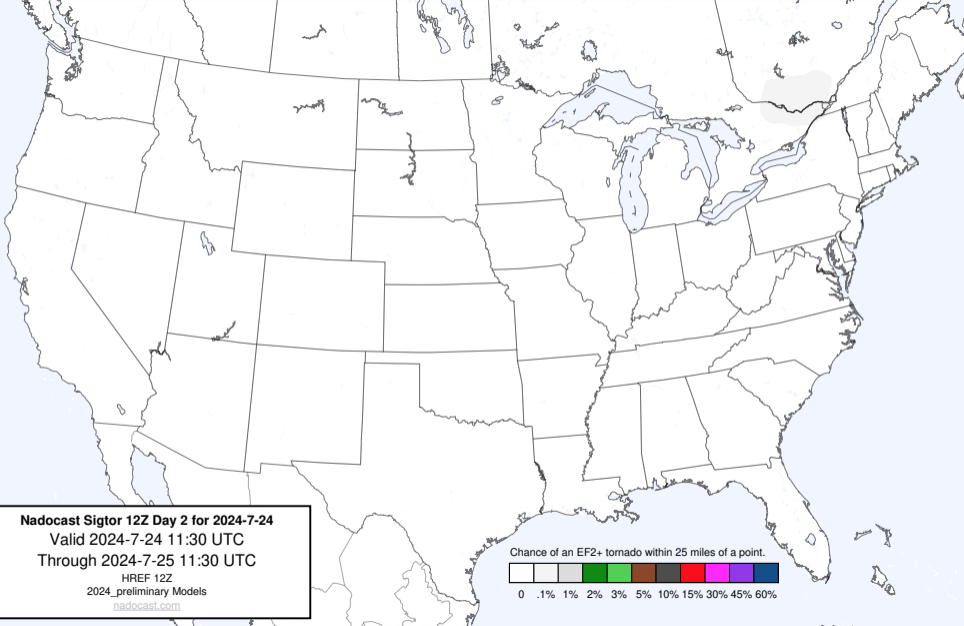 Nadocast Sigtor 12Z Day 2 for 2024-7-24
Valid 2024-7-24 11:30 UTC
Through 2024-7-25 11:30 UTC
HREF 12Z
2024_preliminary Models
nadocast.com
Chance of an EF2+ tornado within 25 miles of a point.
0 .1% 1% 2% 3% 5% 10% 15% 30% 45% 60%